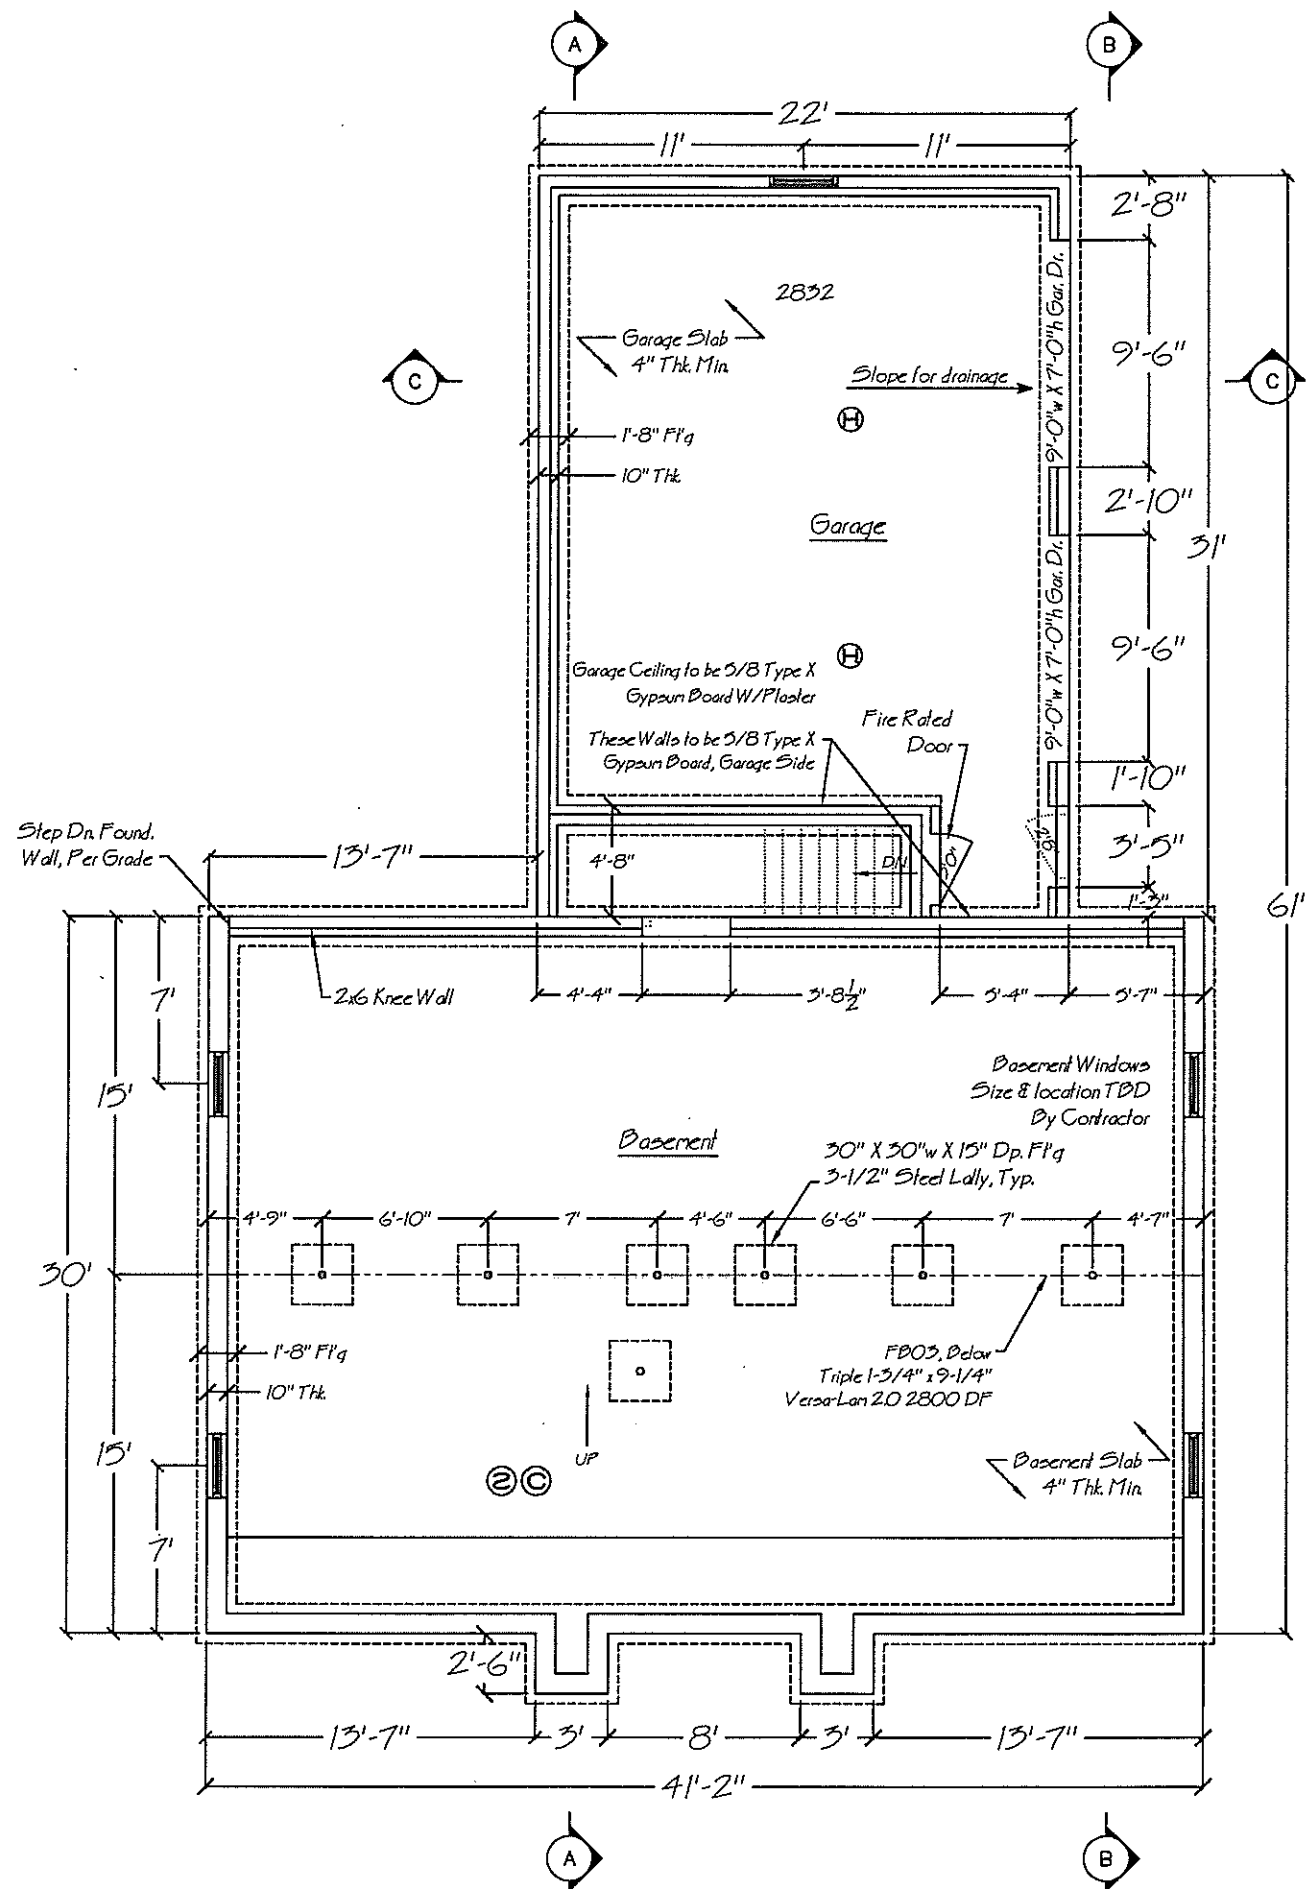 A
B
22'
11'
11'
2'-8"
2832
Garage Slab
4" Thk. Min.
9'-0"w X 7'-0"h Gar. Dr.
9'-6"
C
Slope for drainage
C
H
1'-8" Ft'g
10" Thk.
2'-10"
Garage
31'
9'-0"w X 7'-0"h Gar. Dr.
9'-6"
H
Garage Ceiling to be 5/8 Type X
Gypsum Board W/Plaster
Fire Rated
Door
These Walls to be 5/8 Type X
Gypsum Board, Garage Side
1'-10"
Step Dn. Found.
Wall, Per Grade
13'-7"
4'-8"
DN.
2'6"
3'-5"
1'-3"
61'
7'
2x6 Knee Wall
4'-4"
3'-8 1/2"
5'-4"
5'-7"
15'
Basement Windows
Size & location TBD
By Contractor
Basement
30" X 30"w X 15" Dp. Ft'g
3-1/2" Steel Lally, Typ.
4'-9"
6'-10"
7'
4'-6"
6'-6"
7'
4'-7"
30'
1'-8" Ft'g
10" Thk.
FB03, Below
Triple 1-3/4" x 9-1/4"
Versa-Lam 2.0 2800 DF
15'
UP
Basement Slab
4" Thk. Min.
S
C
7'
2'-6"
13'-7"
3'
8'
3'
13'-7"
41'-2"
A
B